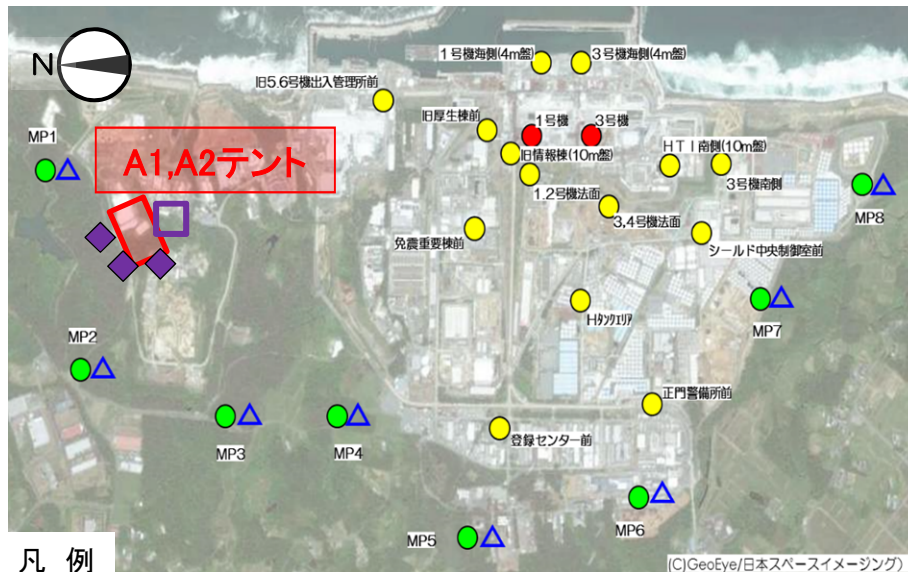 N
1号機海側(4m盤)
3号機海側(4m盤)
旧5.6号機出入管理所前
旧厚生棟前
1号機
3号機
MP1
A1,A2テント
旧情報棟(10m盤)
HTI南側(10m盤)
1.2号機法面
3号機南側
MP8
3,4号機法面
免震重要棟前
シールド中央制御室前
Hタンクエリア
MP7
MP2
正門警備所前
MP3
MP4
登録センター前
MP6
MP5
凡 例
(C)GeoEye/日本スペースイメージング)